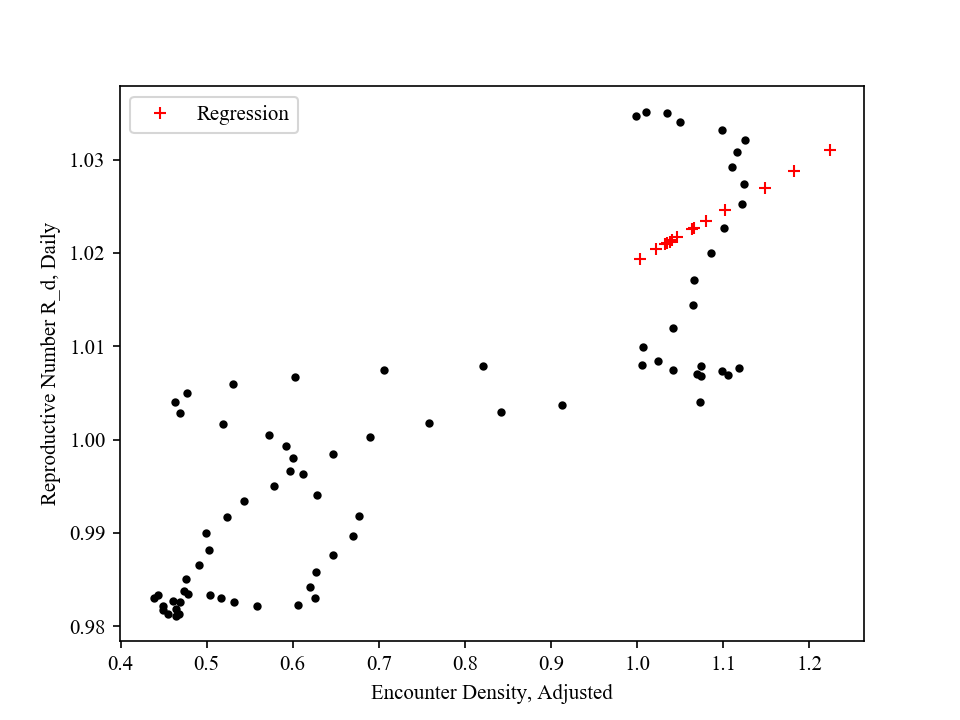 Regression
Reproductive Number R_d, Daily
1.03
1.02
1.01
1.00
0.99
0.98
0.4 0.5 0.6 0.7 0.8 0.9 1.0 1.1 1.2
Encounter Density, Adjusted